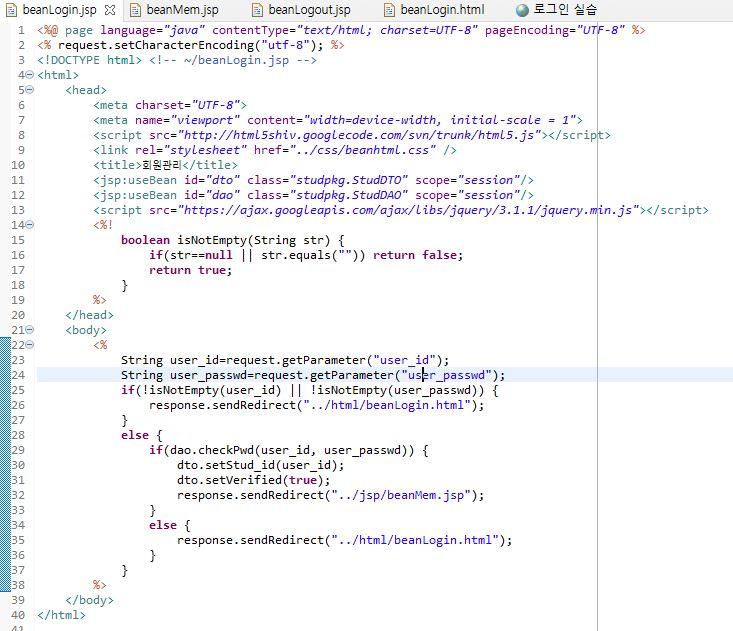 beanLogin.jsp beanMem.jsp beanLogout.jsp beanLogin.html 로그인 실습
1 <%@ page language="java" contentType="text/html; charset=UTF-8" pageEncoding="UTF-8" %>
2 <% request.setCharacterEncoding("utf-8"); %>
3 <!DOCTYPE html> <!-- ~/beanLogin.jsp -->
4 <html>
5 <head>
6 <meta charset="UTF-8">
7 <meta name="viewport" content="width=device-width, initial-scale = 1">
8 <script src="http://html5shiv.googlecode.com/svn/trunk/html5.js"></script>
9 <link rel="stylesheet" href="../css/beanhtml.css" />
10 <title>회원관리</title>
11 <jsp:useBean id="dto" class="studpkg.StudDTO" scope="session"/>
12 <jsp:useBean id="dao" class="studpkg.StudDAO" scope="session"/>
13 <script src="https://ajax.googleapis.com/ajax/libs/jquery/3.1.1/jquery.min.js"></script>
14 <%!
15 boolean isNotEmpty(String str) {
16 if(str==null || str.equals("")) return false;
17 return true;
18 }
19 %>
20 </head>
21 <body>
22 <%
23 String user_id=request.getParameter("user_id");
24 String user_passwd=request.getParameter("user_passwd");
25 if(!isNotEmpty(user_id) || !isNotEmpty(user_passwd)) {
26 response.sendRedirect("../html/beanLogin.html");
27 }
28 else {
29 if(dao.checkPwd(user_id, user_passwd)) {
30 dto.setStud_id(user_id);
31 dto.setVerified(true);
32 response.sendRedirect("../jsp/beanMem.jsp");
33 }
34 else {
35 response.sendRedirect("../html/beanLogin.html");
36 }
37 }
38 %>
39 </body>
40 </html>
41